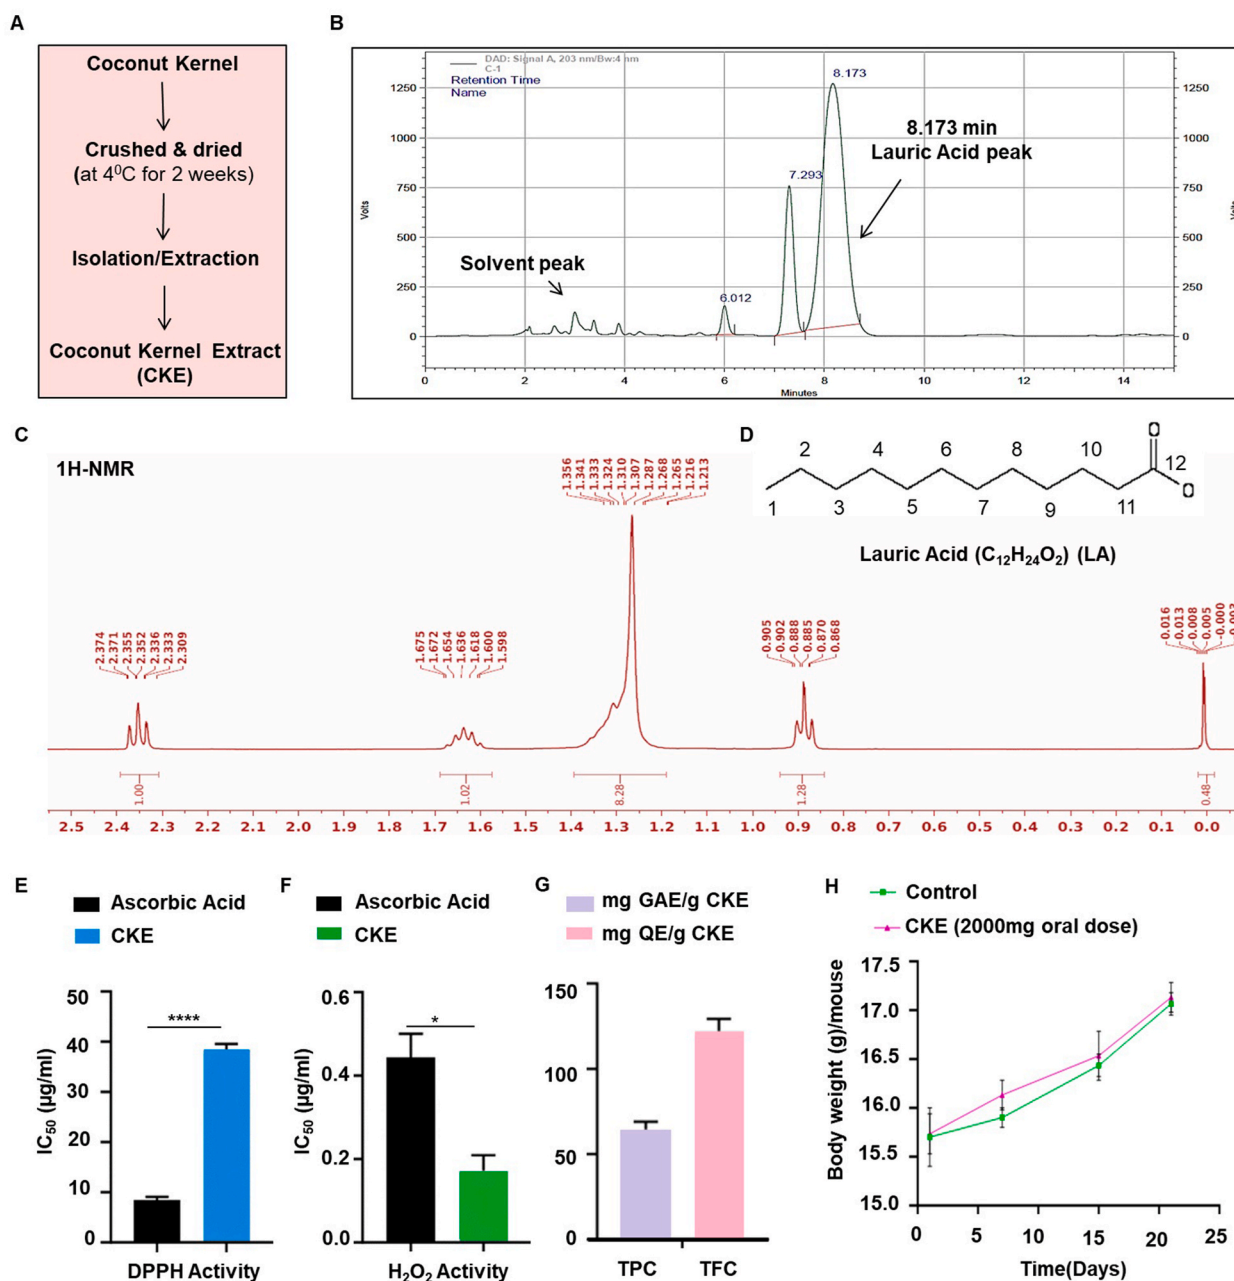 A
Coconut Kernel
Crushed & dried
(at 4⁰C for 2 weeks)
Isolation/Extraction
Coconut Kernel Extract
(CKE)
B
DAD: Signal A, 203 nm/Bw:4 nm
C-1
Retention Time
Name
1250
1000
750
500
250
0
Volts
1250
1000
750
500
250
0
Volts
8.173
7.293
6.012
8.173 min
Lauric Acid peak
Solvent peak
0 2 4 6 8 10 12 14
Minutes
C
1H-NMR
2.374
2.371
2.355
2.352
2.336
2.333
2.309
1.675
1.672
1.654
1.636
1.618
1.600
1.598
1.356
1.341
1.333
1.324
1.310
1.307
1.287
1.268
1.265
1.216
1.213
0.905
0.902
0.888
0.885
0.870
0.868
0.016
0.013
0.008
0.005
-0.000
1.00
1.02
8.28
1.28
0.48
2.5 2.4 2.3 2.2 2.1 2.0 1.9 1.8 1.7 1.6 1.5 1.4 1.3 1.2 1.1 1.0 0.9 0.8 0.7 0.6 0.5 0.4 0.3 0.2 0.1 0.0
D
O
2 4 6 8 10 12
O
1 3 5 7 9 11
Lauric Acid (C₁₂H₂₄O₂) (LA)
E
Ascorbic Acid
CKE
50
40
30
20
10
0
IC₅₀ (µg/ml)
****
DPPH Activity
F
Ascorbic Acid
CKE
0.6
0.4
0.2
0.0
IC₅₀ (µg/ml)
*
H₂O₂ Activity
G
mg GAE/g CKE
mg QE/g CKE
150
100
50
0
TPC TFC
H
Control
CKE (2000mg oral dose)
17.5
17.0
16.5
16.0
15.5
15.0
Body weight (g)/mouse
0 5 10 15 20 25
Time(Days)